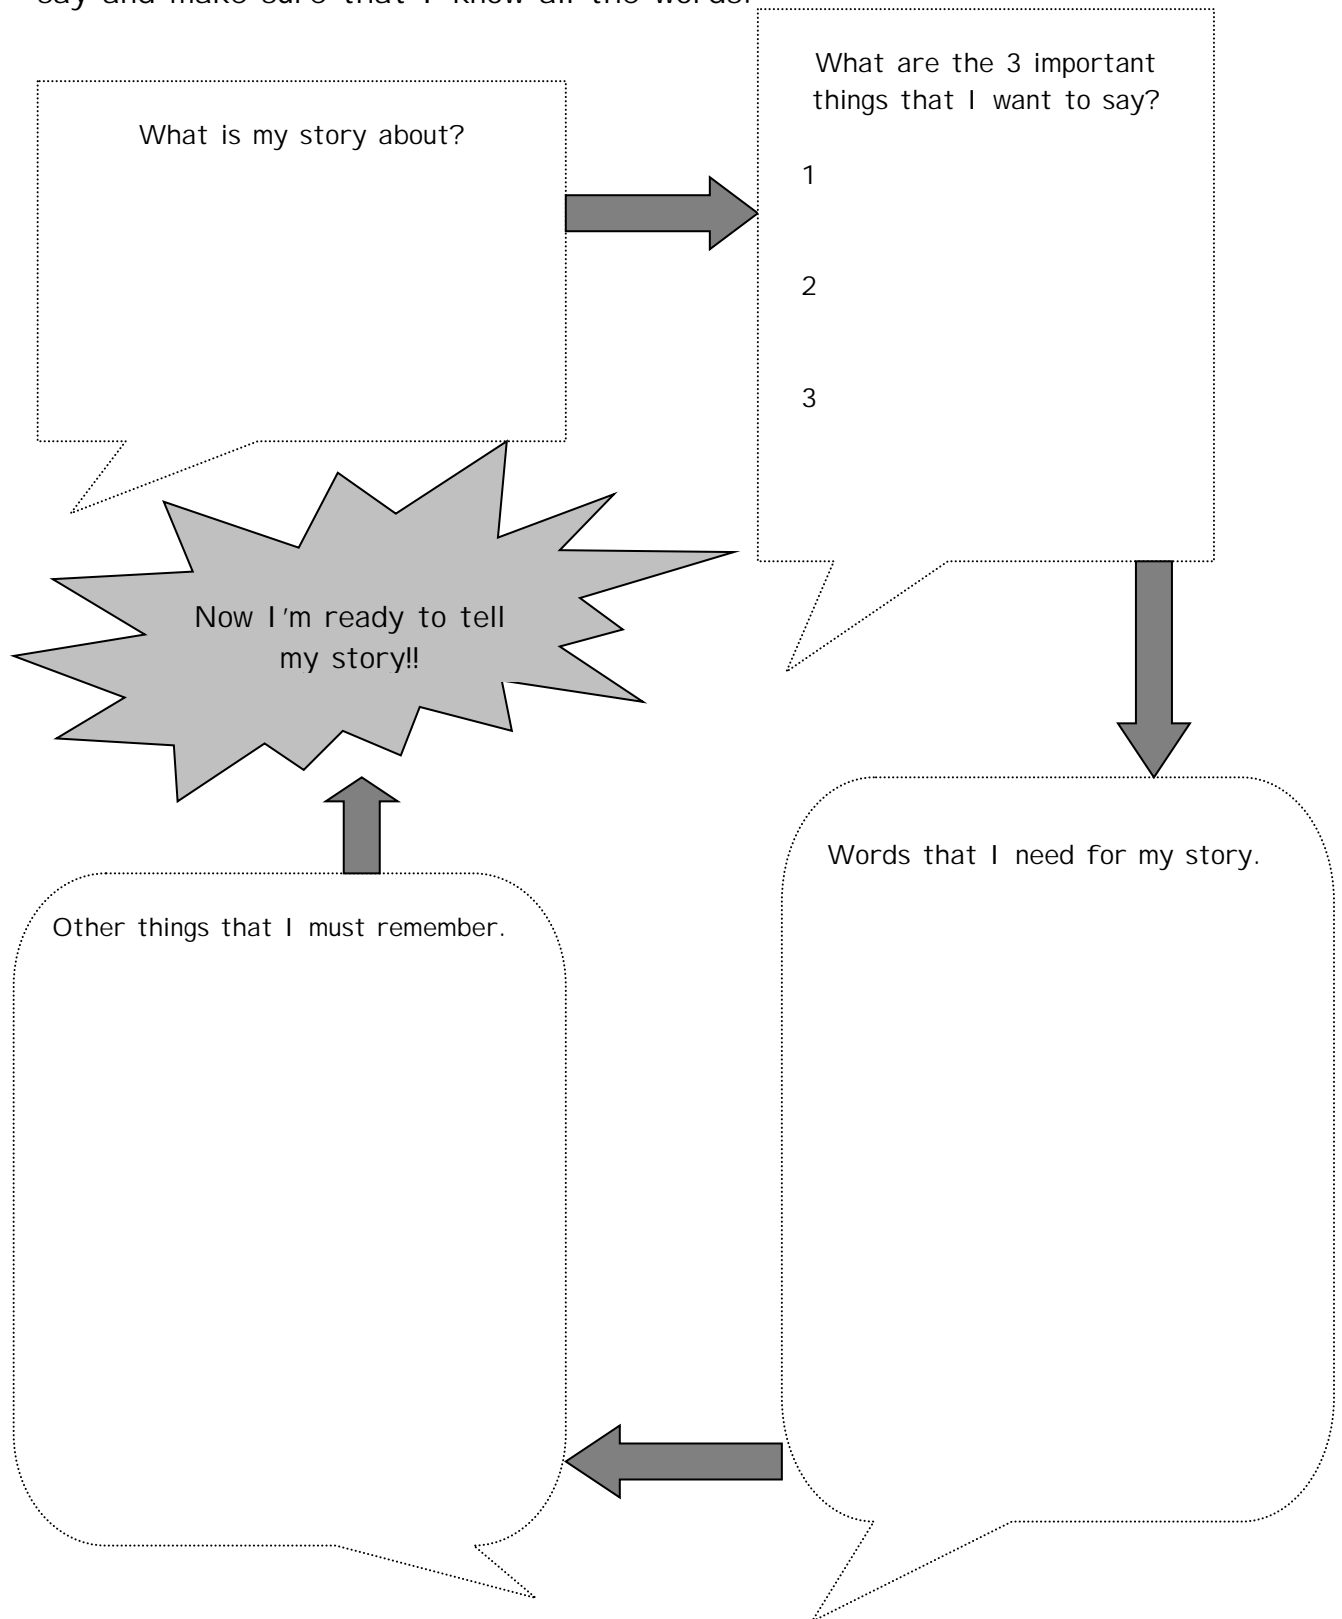 say and make sure that I know all the words.
What is my story about?
What are the 3 important
things that I want to say?
1
2
3
Now I'm ready to tell
my story!!
Words that I need for my story.
Other things that I must remember.